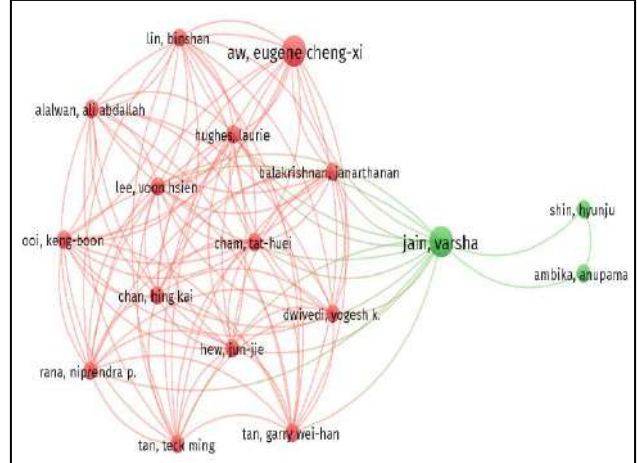 lin, binshan
aw, eugene cheng-xi
alalwan, ali abdallah
hughes, laurie
balakrishnan, janarthanan
lee, voon hsien
shin, hyunju
ooi, keng-boon
cham, tat-huei
jain, varsha
ambika, anupama
chan, hing kai
dwivedi, yogesh k.
hew, jun-jie
rana, niprendra p.
tan, teck ming
tan, garry wei-han